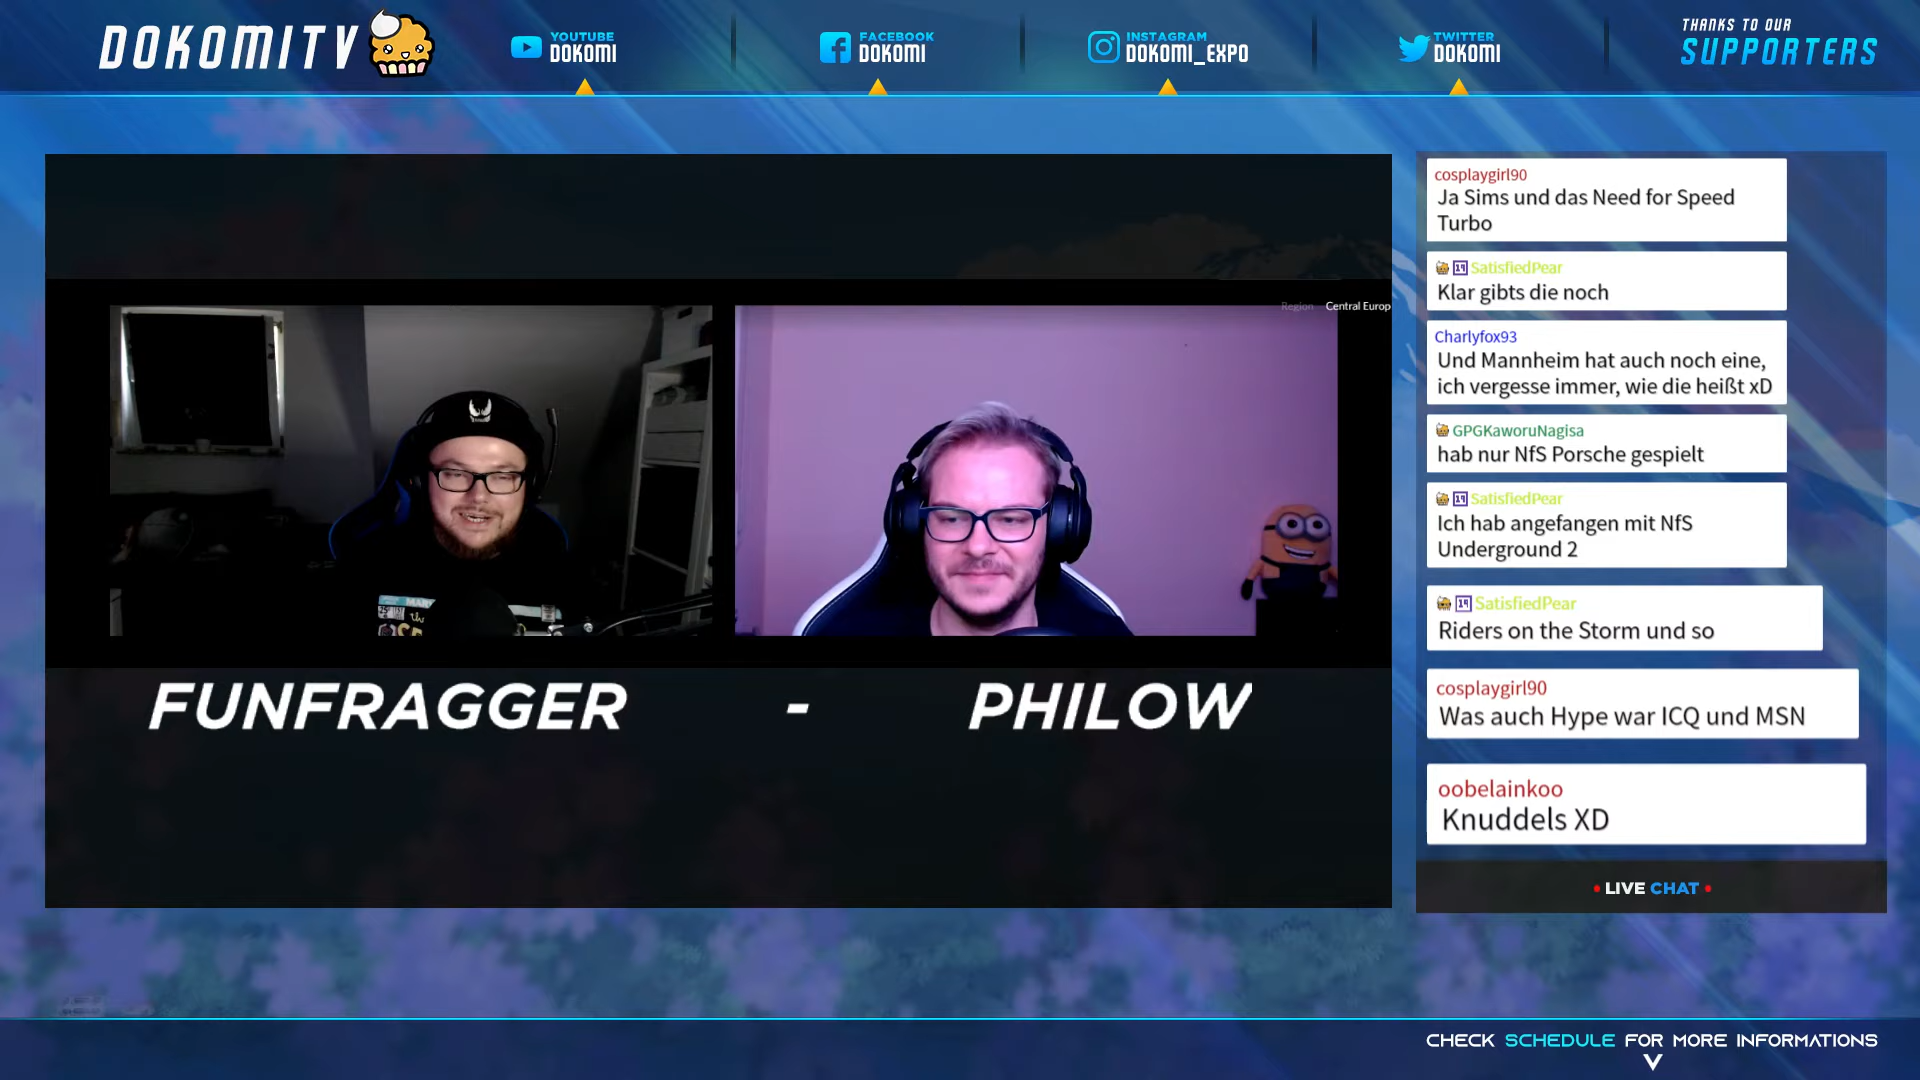 DOKOMITV
YOUTUBE
DOKOMI
FACEBOOK
DOKOMI
INSTAGRAM
DOKOMI_EXPO
TWITTER
DOKOMI
THANKS TO OUR
SUPPORTERS
Region Central Europ
FUNFRAGGER - PHILOW
cosplaygirl90
Ja Sims und das Need for Speed
Turbo
SatisfiedPear
Klar gibts die noch
Charlyfox93
Und Mannheim hat auch noch eine,
ich vergesse immer, wie die heißt xD
GPGKaworuNagisa
hab nur NfS Porsche gespielt
19 SatisfiedPear
Ich hab angefangen mit NfS
Underground 2
19 SatisfiedPear
Riders on the Storm und so
cosplaygirl90
Was auch Hype war ICQ und MSN
oobelainkoo
Knuddels XD
• LIVE CHAT •
CHECK SCHEDULE FOR MORE INFORMATIONS